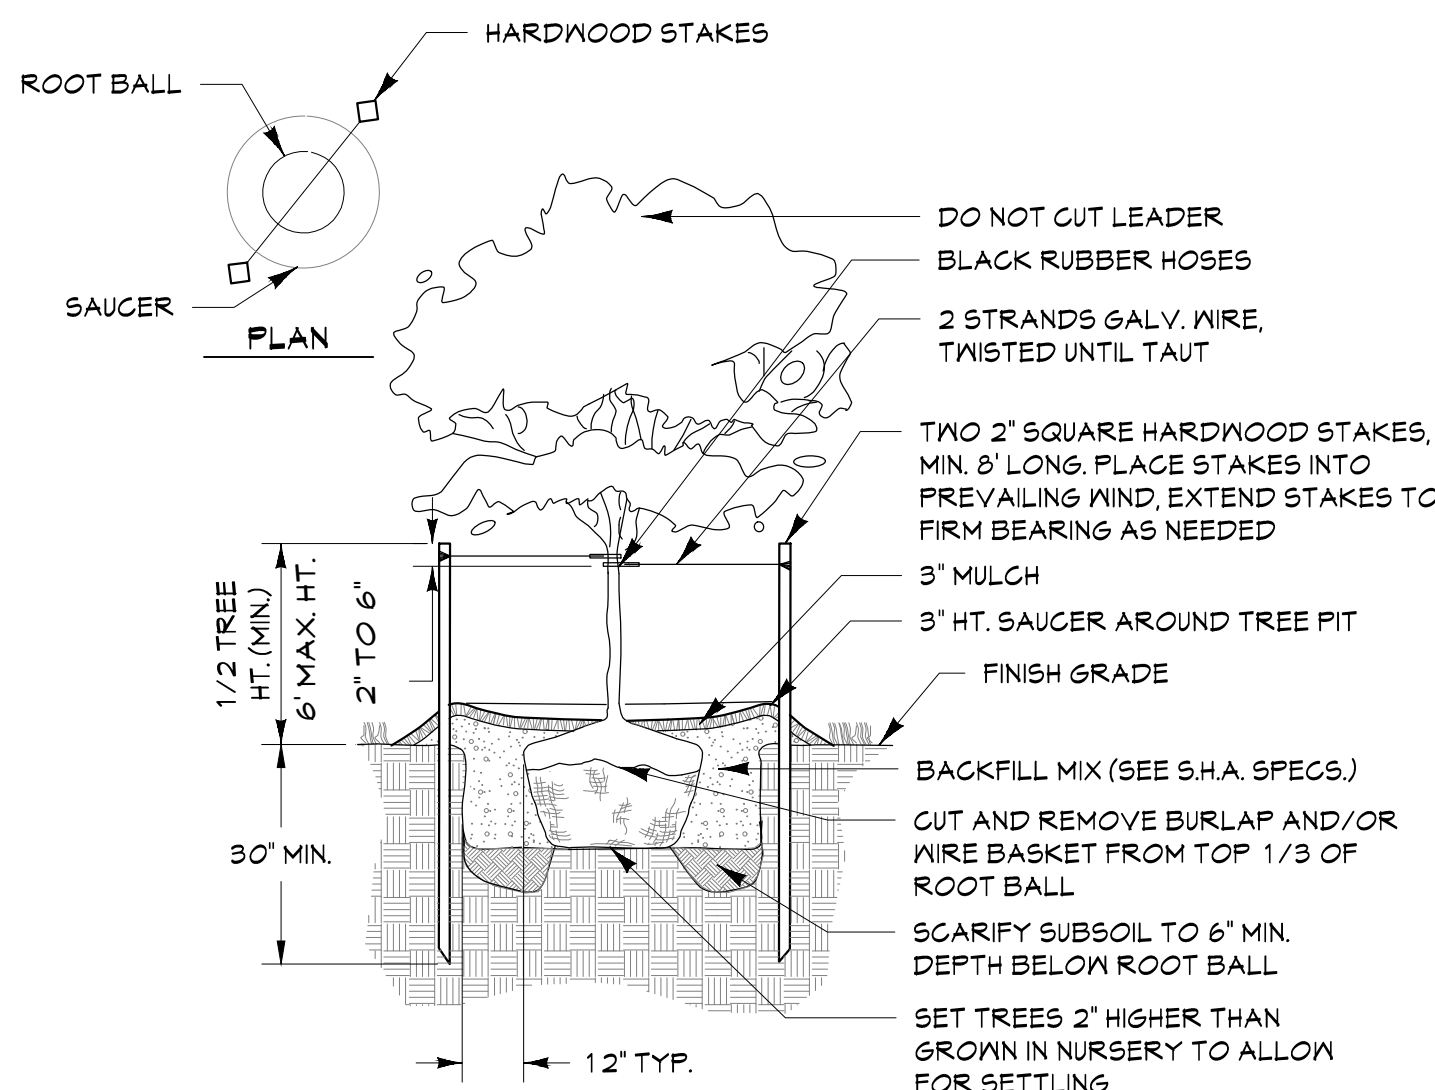 HARDWOOD STAKES
ROOT BALL
SAUCER
PLAN
DO NOT CUT LEADER
BLACK RUBBER HOSES
2 STRANDS GALV. WIRE,
TWISTED UNTIL TAUT
TWO 2" SQUARE HARDWOOD STAKES,
MIN. 8' LONG. PLACE STAKES INTO
PREVAILING WIND, EXTEND STAKES TO
FIRM BEARING AS NEEDED
3" MULCH
3" HT. SAUCER AROUND TREE PIT
FINISH GRADE
1/2 TREE
HT. (MIN.)
6' MAX. HT.
2" TO 6"
BACKFILL MIX (SEE S.H.A. SPECS.)
CUT AND REMOVE BURLAP AND/OR
WIRE BASKET FROM TOP 1/3 OF
ROOT BALL
30" MIN.
SCARIFY SUBSOIL TO 6" MIN.
DEPTH BELOW ROOT BALL
SET TREES 2" HIGHER THAN
GROWN IN NURSERY TO ALLOW
FOR SETTLING
12" TYP.